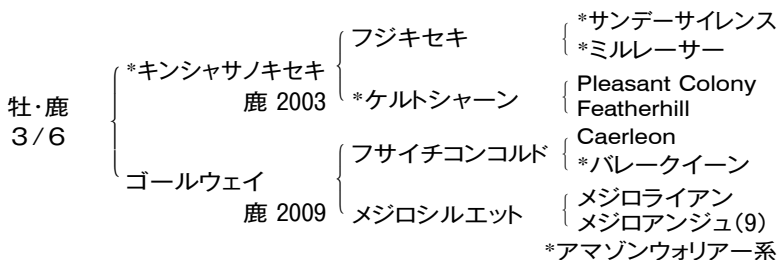 牡・鹿
3/6
*キンシャサノキセキ
鹿 2003
フジキセキ
*サンデーサイレンス
*ミルレーサー
*ケルトシャーン
Pleasant Colony
Featherhill
ゴールウェイ
鹿 2009
フサイチコンコルド
Caerleon
*バレークイーン
メジロシルエット
メジロライアン
メジロアンジュ(9)
*アマゾンウォリアー系